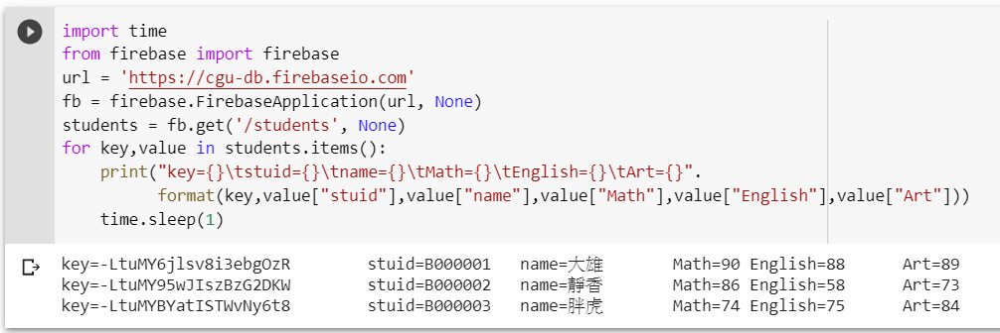 import time
from firebase import firebase
url = 'https://cgu-db.firebaseio.com'
fb = firebase.FirebaseApplication(url, None)
students = fb.get('/students', None)
for key,value in students.items():
    print("key={}\tstuid={}\tname={}\tMath={}\tEnglish={}\tArt={}".
          format(key,value["stuid"],value["name"],value["Math"],value["English"],value["Art"]))
    time.sleep(1)
key=-LtuMY6jlsv8i3ebgOzR stuid=B000001 name=大雄 Math=90 English=88 Art=89
key=-LtuMY95wJIszBzG2DKW stuid=B000002 name=靜香 Math=86 English=58 Art=73
key=-LtuMYBYatISTWvNy6t8 stuid=B000003 name=胖虎 Math=74 English=75 Art=84